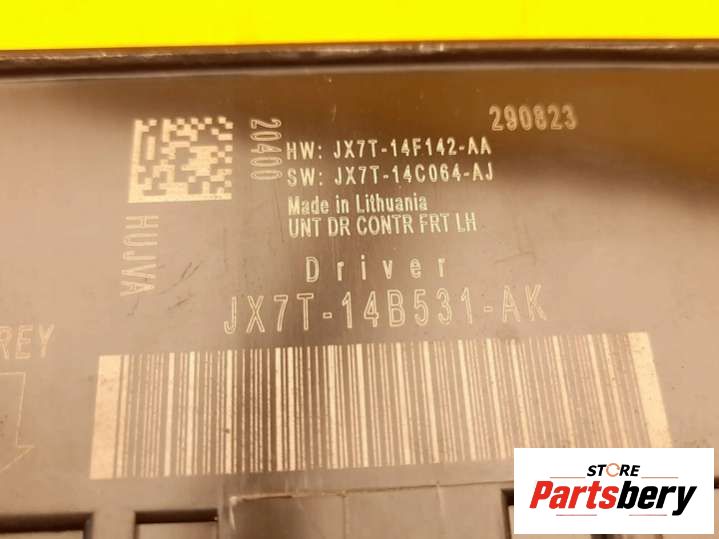 290823
20400
HW: JX7T-14F142-AA
SW: JX7T-14C064-AJ
Made in Lithuania
UNT DR CONTR FRT LH
HUJVA
Driver
JX7T-14B531-AK
REY
STORE
Partsbery